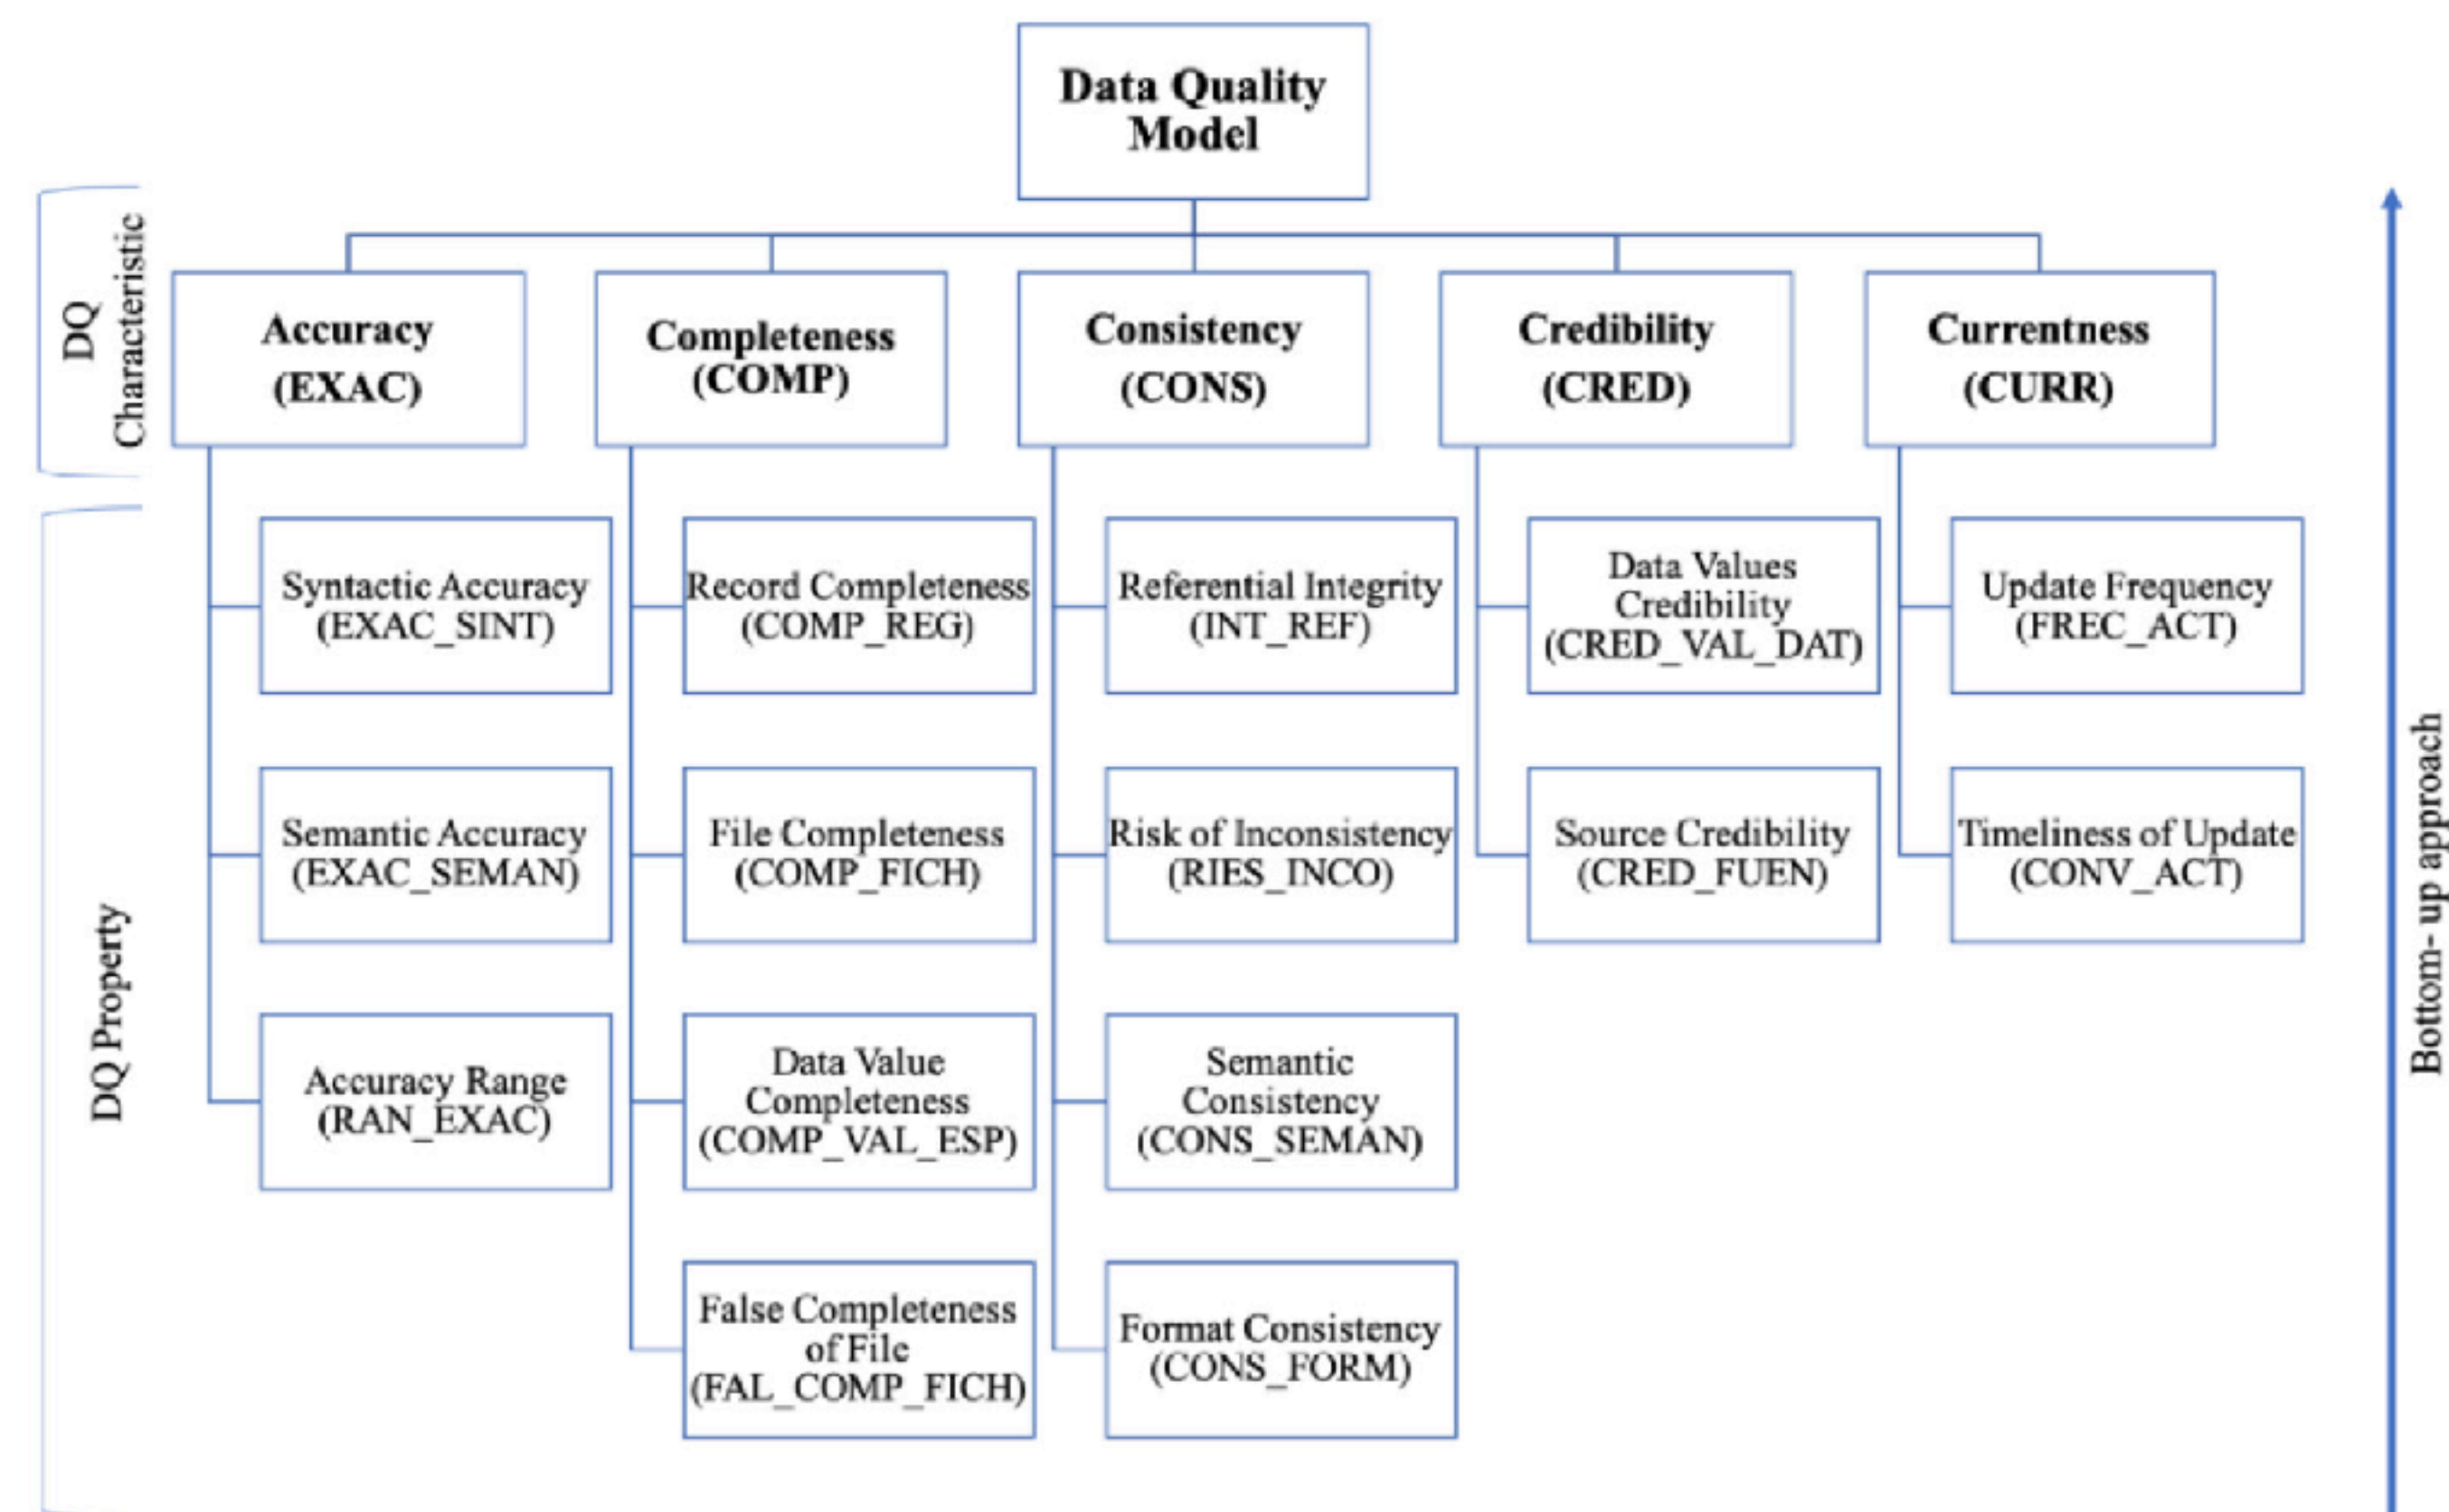 Data Quality
Model
DQ
Characteristic
Accuracy
(EXAC)
Completeness
(COMP)
Consistency
(CONS)
Credibility
(CRED)
Currentness
(CURR)
DQ Property
Syntactic Accuracy
(EXAC_SINT)
Semantic Accuracy
(EXAC_SEMAN)
Accuracy Range
(RAN_EXAC)
Record Completeness
(COMP_REG)
File Completeness
(COMP_FICH)
Data Value
Completeness
(COMP_VAL_ESP)
False Completeness
of File
(FAL_COMP_FICH)
Referential Integrity
(INT_REF)
Risk of Inconsistency
(RIES_INCO)
Semantic
Consistency
(CONS_SEMAN)
Format Consistency
(CONS_FORM)
Data Values
Credibility
(CRED_VAL_DAT)
Source Credibility
(CRED_FUEN)
Update Frequency
(FREC_ACT)
Timeliness of Update
(CONV_ACT)
Bottom- up approach